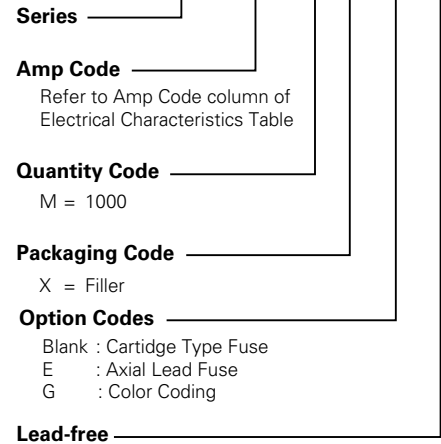 Series
Amp Code
Refer to Amp Code column of
Electrical Characteristics Table
Quantity Code
M = 1000
Packaging Code
X = Filler
Option Codes
Blank : Cartidge Type Fuse
E : Axial Lead Fuse
G : Color Coding
Lead-free